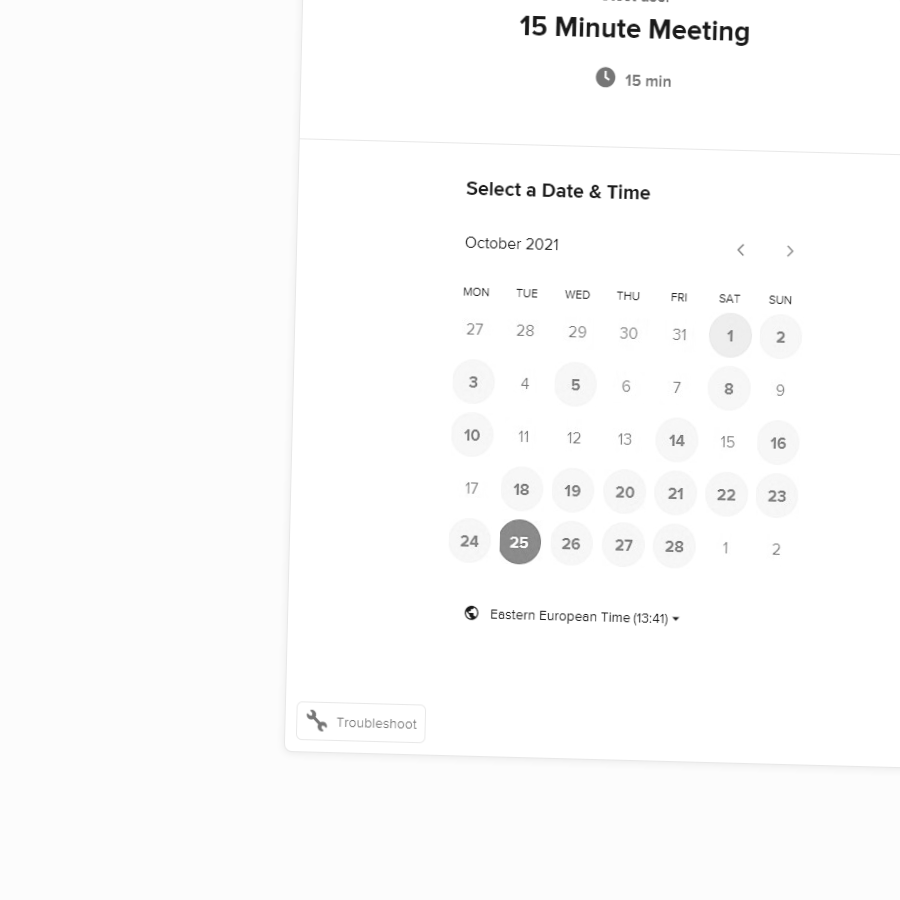 15 Minute Meeting
15 min
Select a Date & Time
October 2021
MON TUE WED THU FRI SAT SUN
27 28 29 30 31 1 2
3 4 5 6 7 8 9
10 11 12 13 14 15 16
17 18 19 20 21 22 23
24 25 26 27 28 1 2
Eastern European Time (13:41)
Troubleshoot